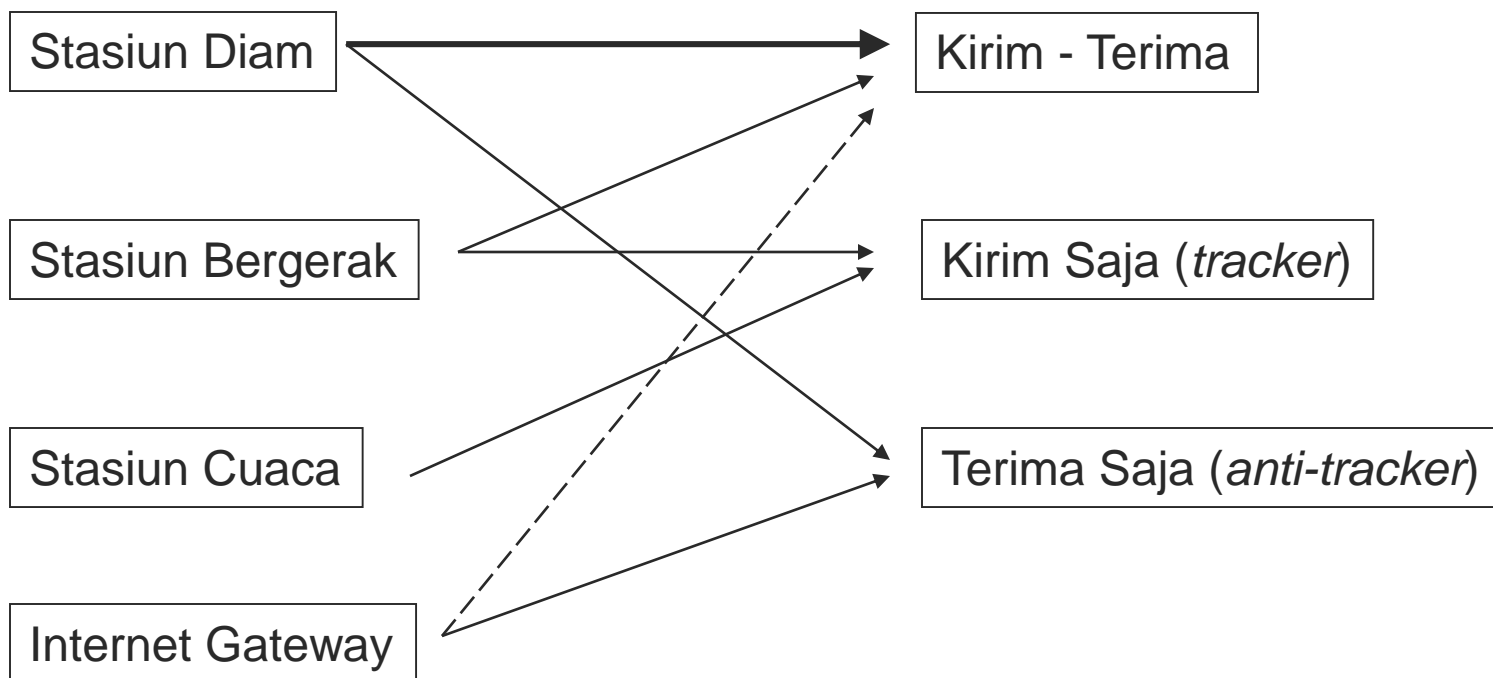 Stasiun Diam
Kirim - Terima
Stasiun Bergerak
Kirim Saja (tracker)
Stasiun Cuaca
Terima Saja (anti-tracker)
Internet Gateway